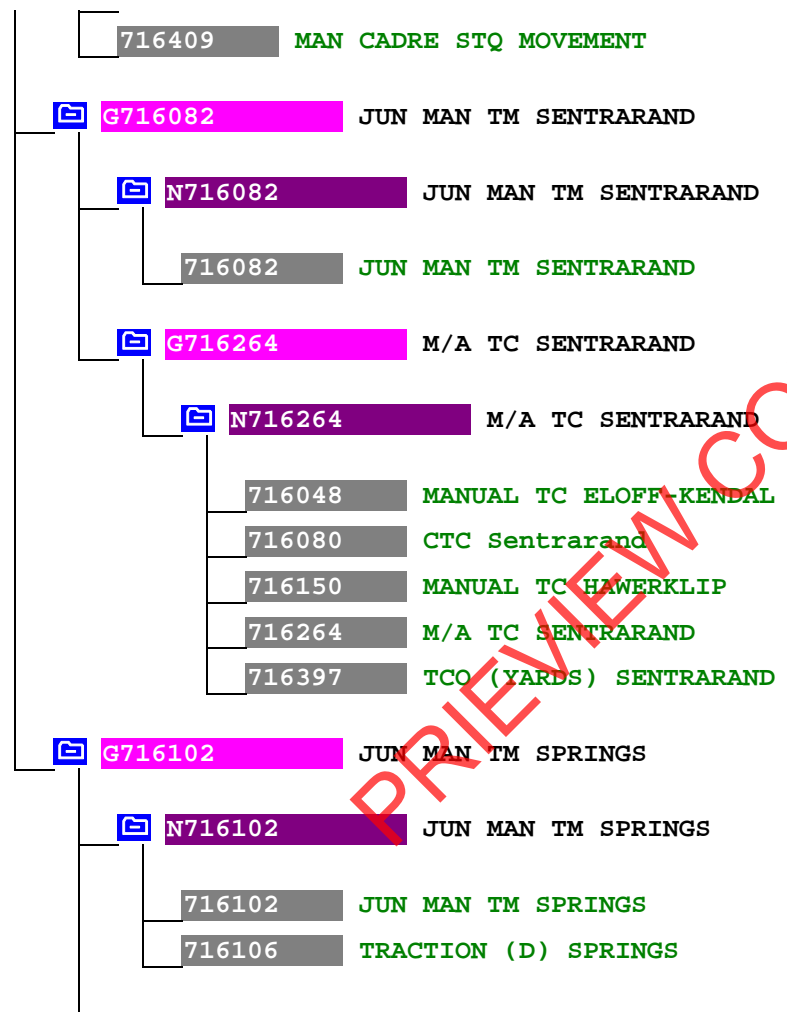 716409 MAN CADRE STQ MOVEMENT
G716082 JUN MAN TM SENTRARAND
N716082 JUN MAN TM SENTRARAND
716082 JUN MAN TM SENTRARAND
G716264 M/A TC SENTRARAND
N716264 M/A TC SENTRARAND
716048 MANUAL TC ELOFF-KENDAL
716080 CTC Sentrarand
716150 MANUAL TC HAWERKLIP
716264 M/A TC SENTRARAND
716397 TCO (YARDS) SENTRARAND
G716102 JUN MAN TM SPRINGS
N716102 JUN MAN TM SPRINGS
716102 JUN MAN TM SPRINGS
716106 TRACTION (D) SPRINGS
PRIEVIEW CO